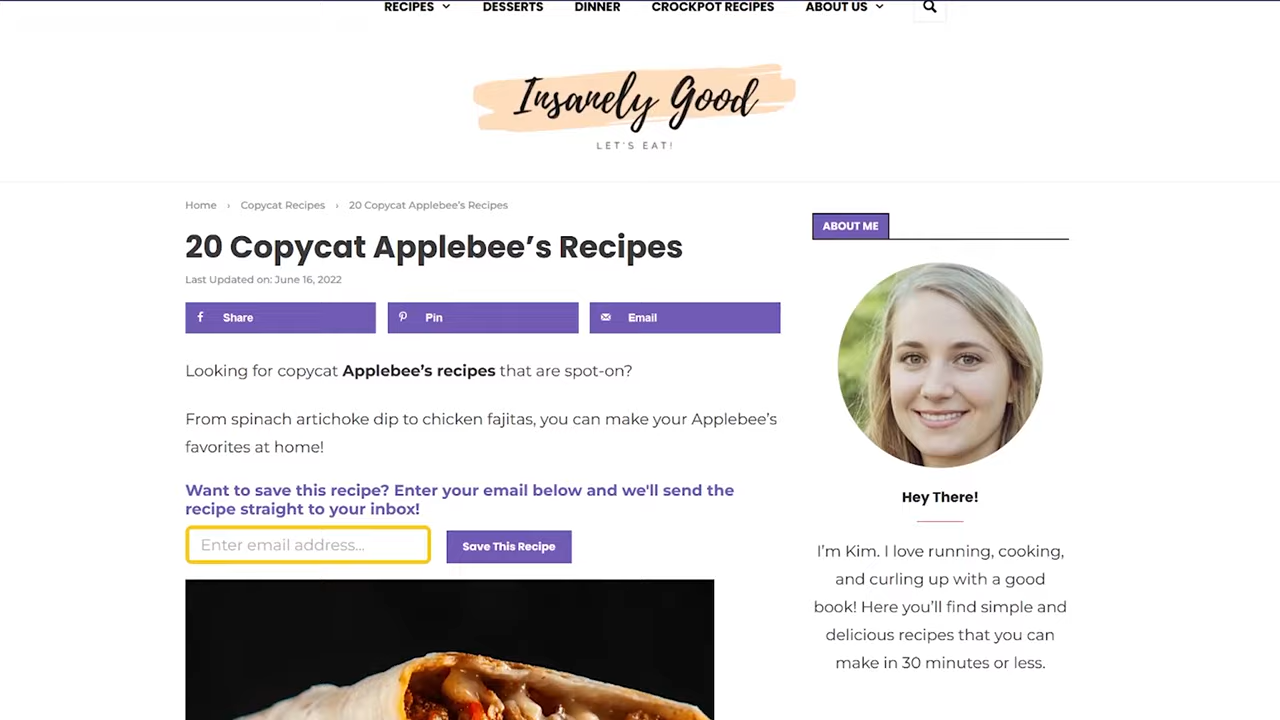 RECIPES DESSERTS DINNER CROCKPOT RECIPES ABOUT US
Insanely Good
LET'S EAT!
Home › Copycat Recipes › 20 Copycat Applebee's Recipes
20 Copycat Applebee's Recipes
Last Updated on: June 16, 2022
Share Pin Email
Looking for copycat Applebee's recipes that are spot-on?
From spinach artichoke dip to chicken fajitas, you can make your Applebee's
favorites at home!
Want to save this recipe? Enter your email below and we'll send the
recipe straight to your inbox!
Enter email address... Save This Recipe
ABOUT ME
Hey There!
I'm Kim. I love running, cooking,
and curling up with a good
book! Here you'll find simple and
delicious recipes that you can
make in 30 minutes or less.